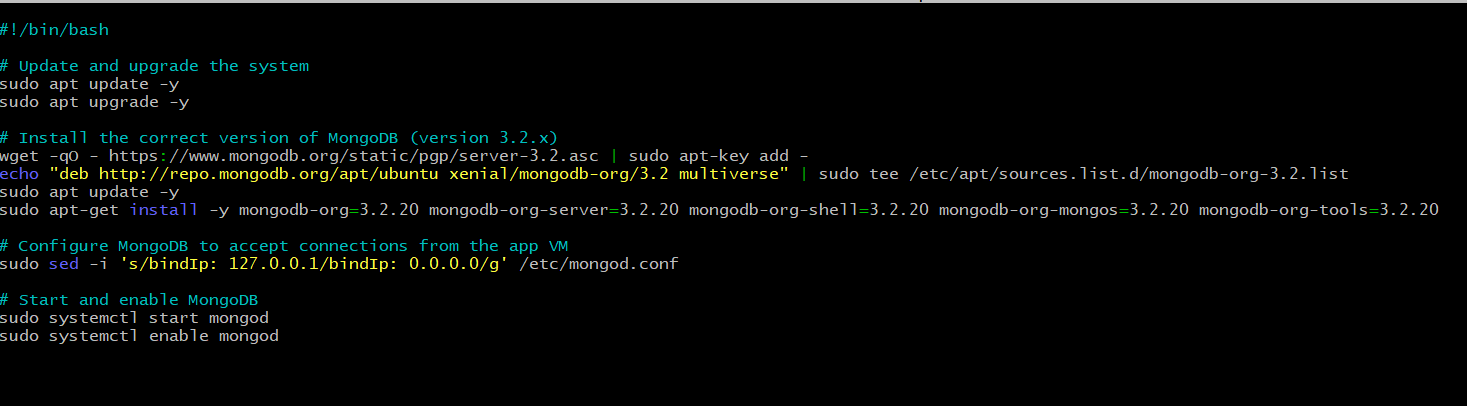 #!/bin/bash
# Update and upgrade the system
sudo apt update -y
sudo apt upgrade -y
# Install the correct version of MongoDB (version 3.2.x)
wget -qO - https://www.mongodb.org/static/pgp/server-3.2.asc | sudo apt-key add -
echo "deb http://repo.mongodb.org/apt/ubuntu xenial/mongodb-org/3.2 multiverse" | sudo tee /etc/apt/sources.list.d/mongodb-org-3.2.list
sudo apt update -y
sudo apt-get install -y mongodb-org=3.2.20 mongodb-org-server=3.2.20 mongodb-org-shell=3.2.20 mongodb-org-mongos=3.2.20 mongodb-org-tools=3.2.20
# Configure MongoDB to accept connections from the app VM
sudo sed -i 's/bindIp: 127.0.0.1/bindIp: 0.0.0.0/g' /etc/mongod.conf
# Start and enable MongoDB
sudo systemctl start mongod
sudo systemctl enable mongod